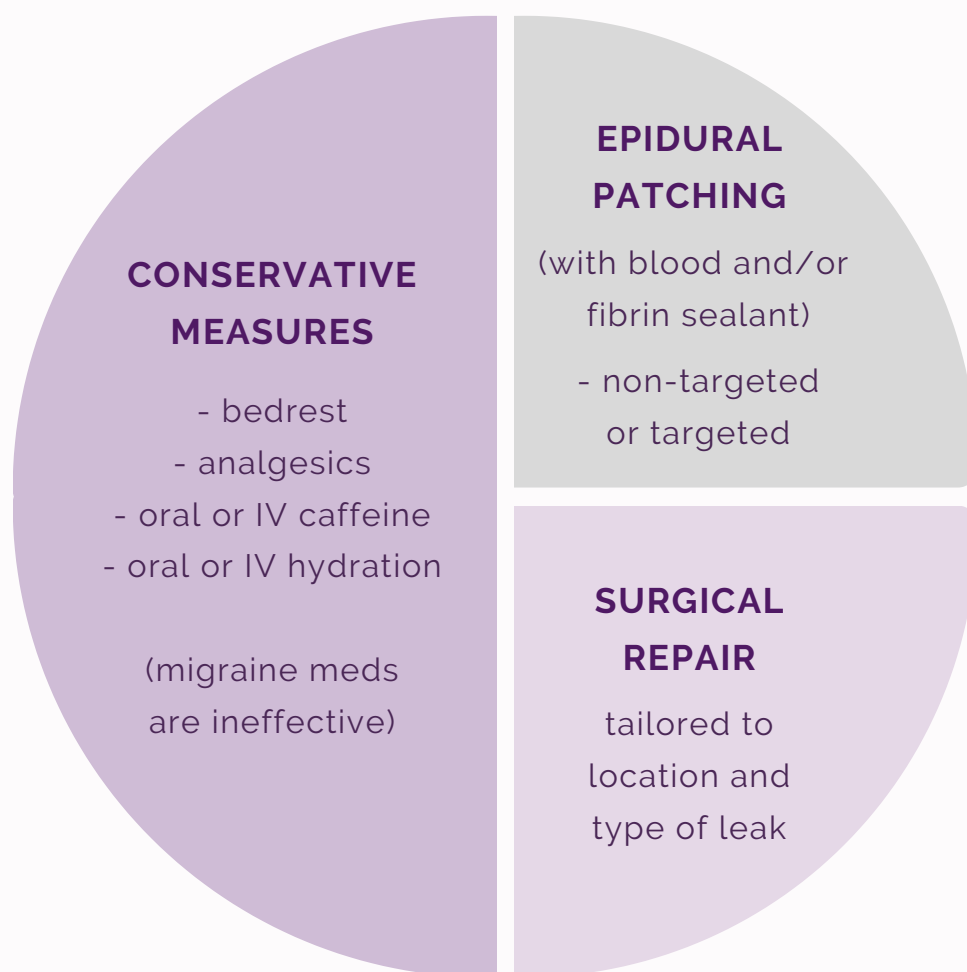 CONSERVATIVE
MEASURES
- bedrest
- analgesics
- oral or IV caffeine
- oral or IV hydration
(migraine meds
are ineffective)
EPIDURAL
PATCHING
(with blood and/or
fibrin sealant)
- non-targeted
or targeted
SURGICAL
REPAIR
tailored to
location and
type of leak